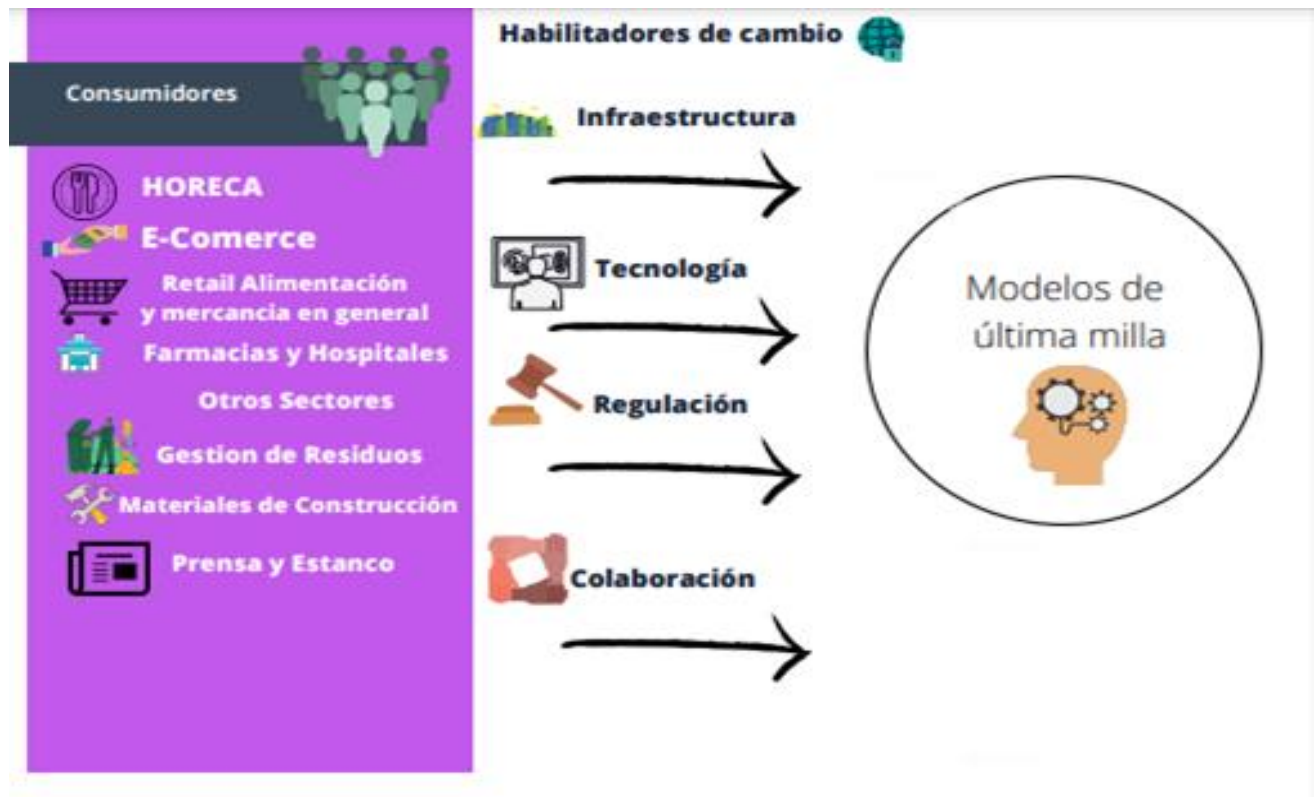 Consumidores
HORECA
E-Comerce
Retail Alimentación
y mercancia en general
Farmacias y Hospitales
Otros Sectores
Gestion de Residuos
Materiales de Construcción
Prensa y Estanco
Habilitadores de cambio
Infraestructura
Tecnología
Regulación
Colaboración
Modelos de
última milla